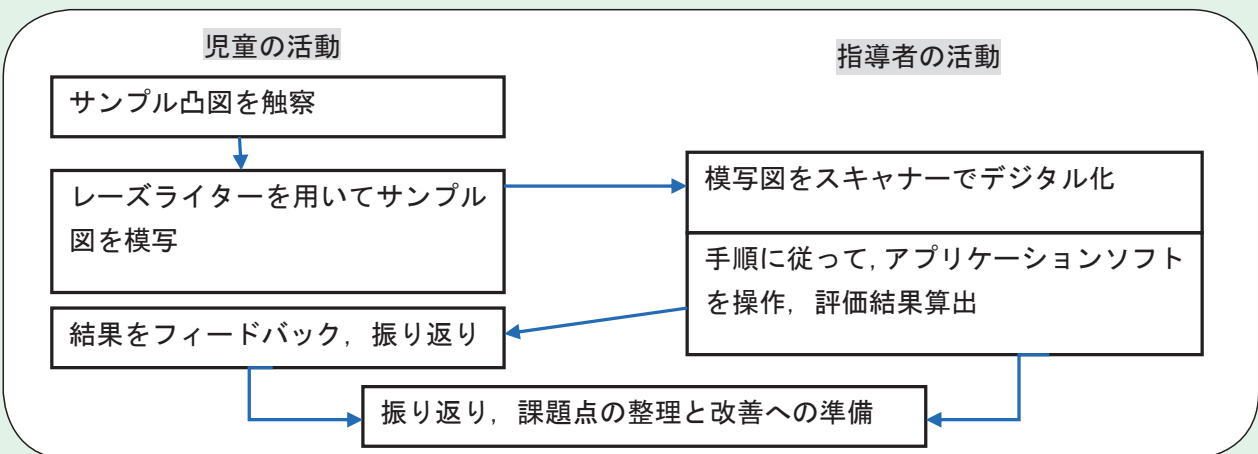 児童の活動
指導者の活動
サンプル凸図を触察
レーズライターを用いてサンプル
図を模写
模写図をスキャナーでデジタル化
手順に従って,アプリケーションソフト
を操作，評価結果算出
結果をフィードバック，振り返り
振り返り，課題点の整理と改善への準備